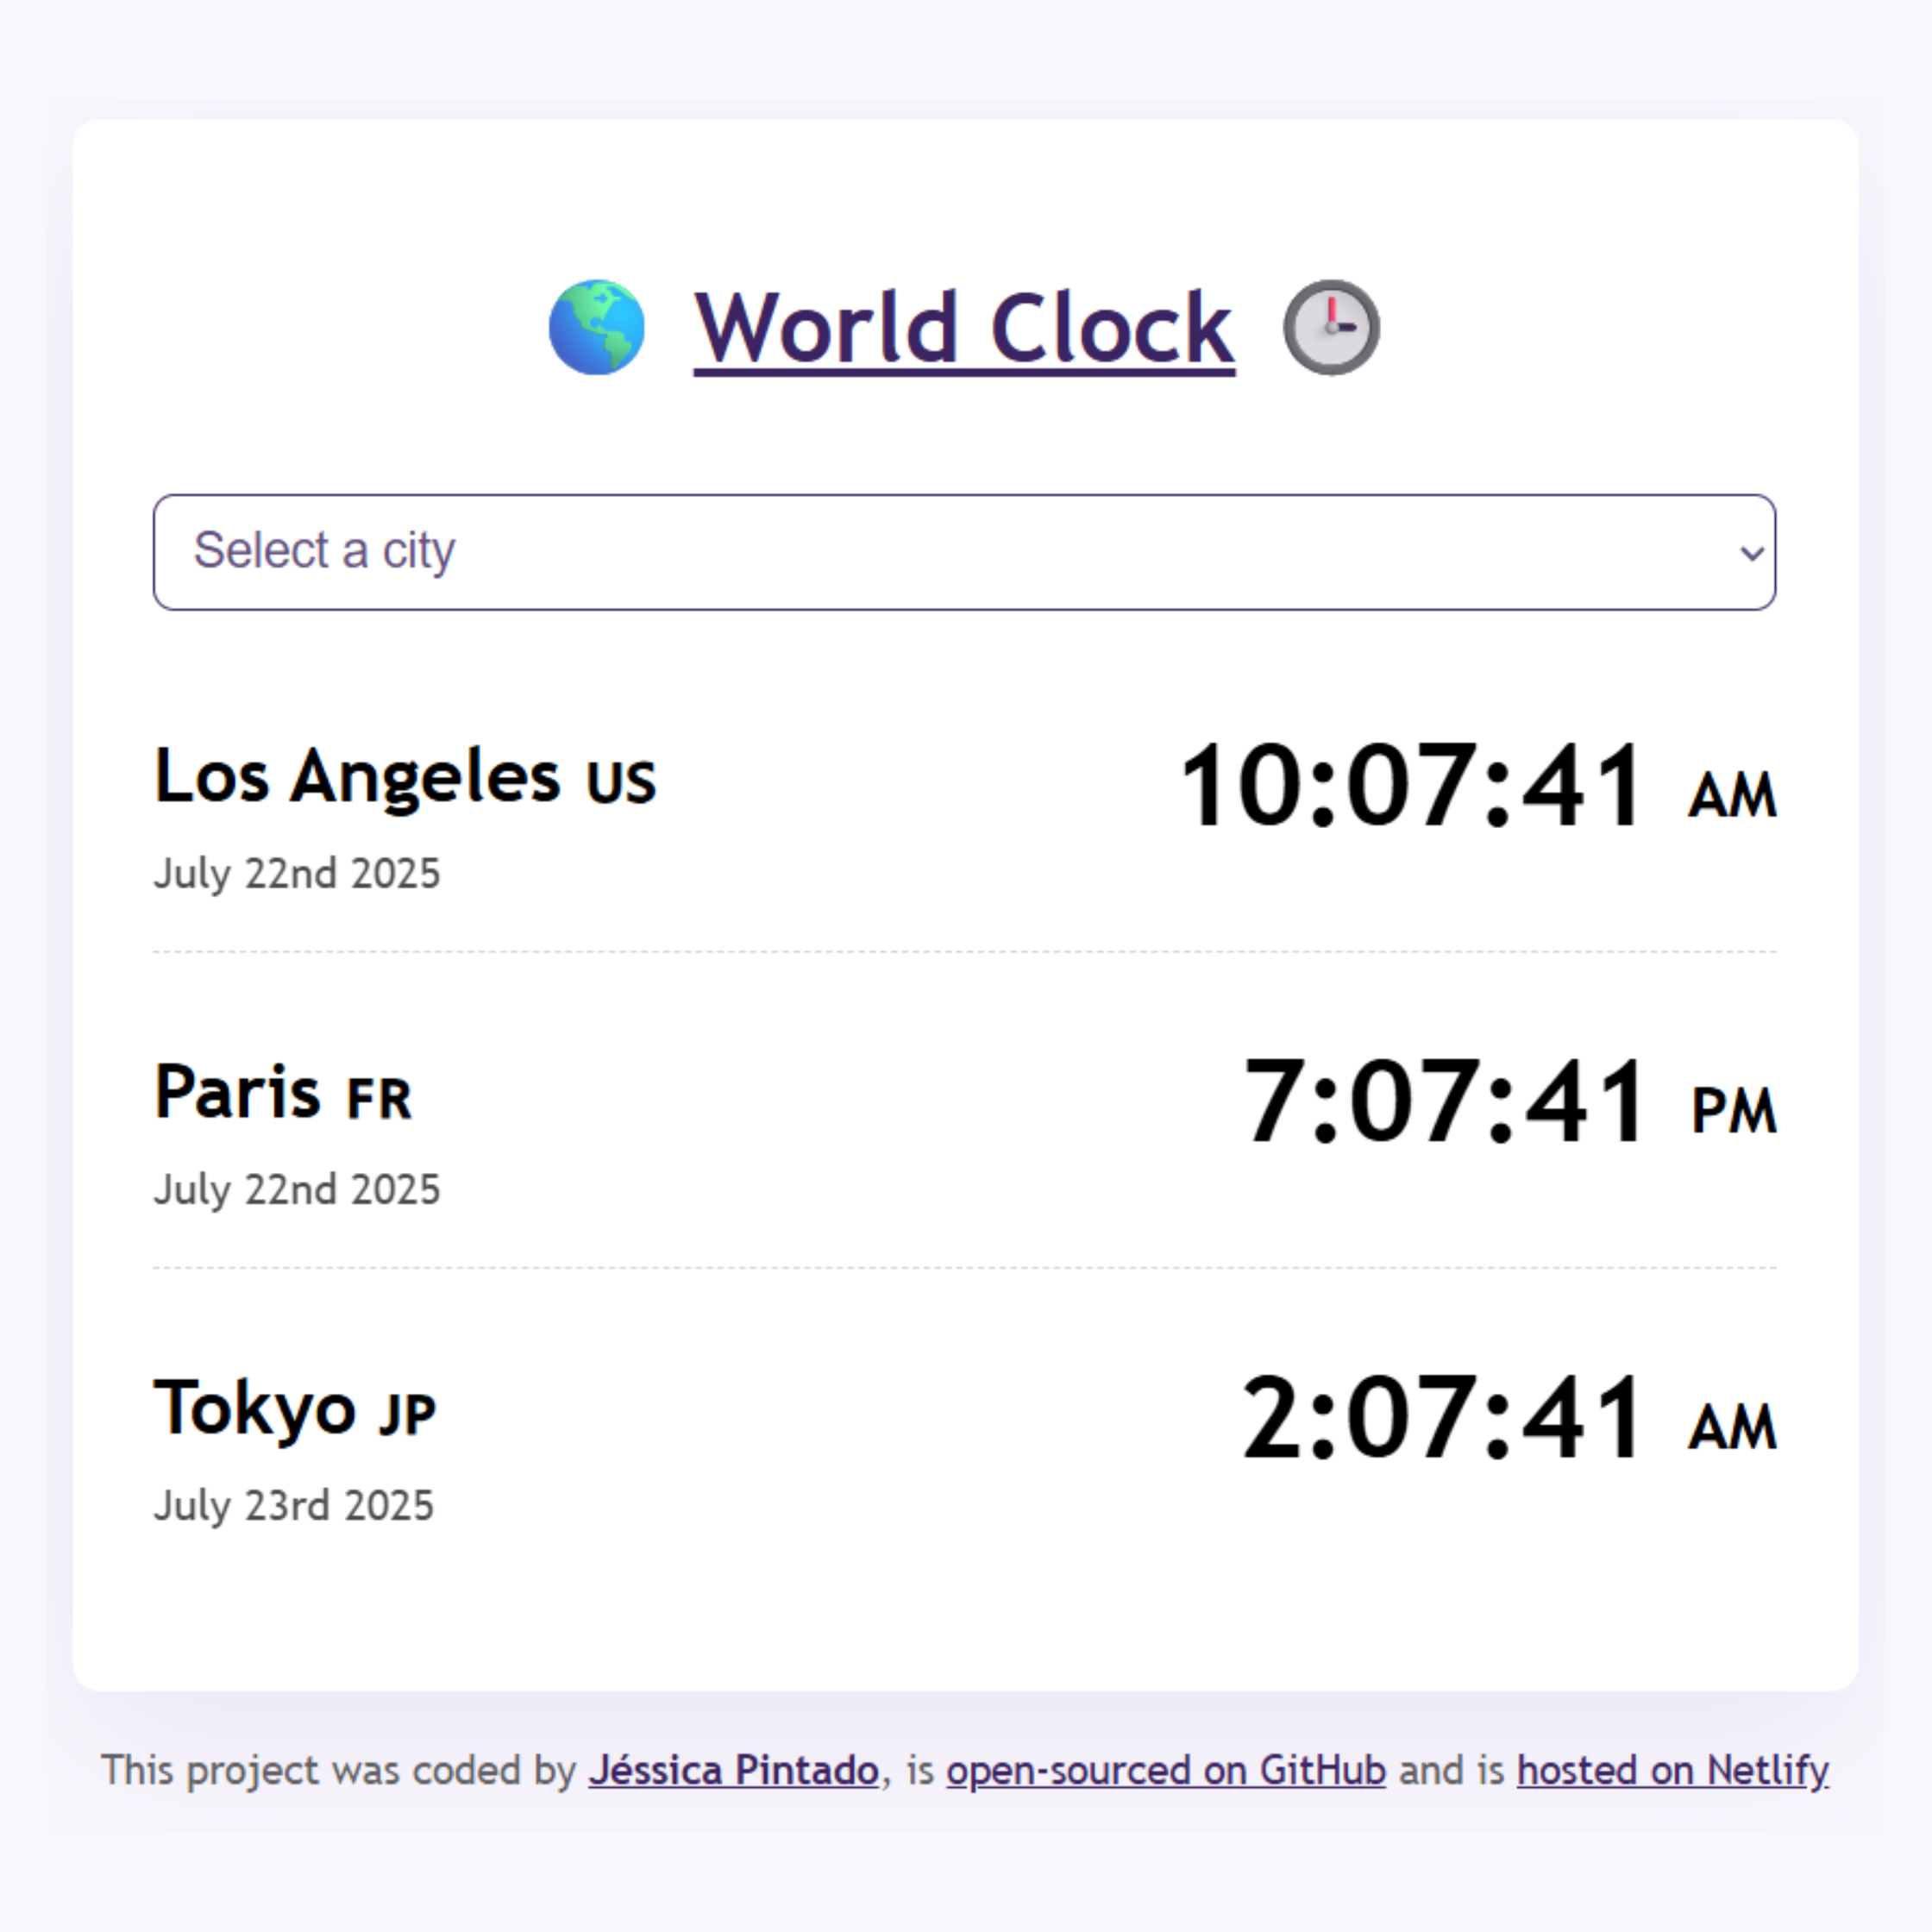 World Clock
Select a city
Los Angeles US
10:07:41 AM
July 22nd 2025
Paris FR
7:07:41 PM
July 22nd 2025
Tokyo JP
2:07:41 AM
July 23rd 2025
This project was coded by Jéssica Pintado, is open-sourced on GitHub and is hosted on Netlify